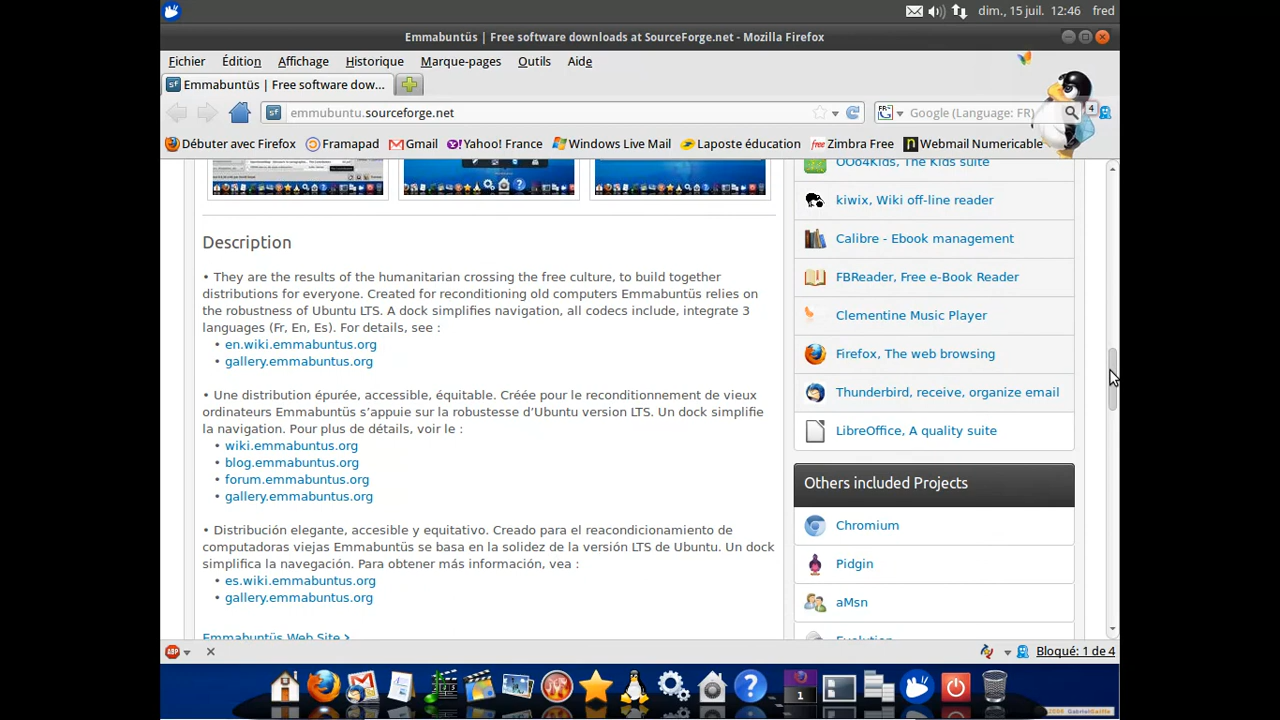 dim., 15 juil. 12:46 fred
Emmabuntüs | Free software downloads at SourceForge.net - Mozilla Firefox
Fichier Édition Affichage Historique Marque-pages Outils Aide
Emmabuntüs | Free software dow...
emmubuntu.sourceforge.net
FR Google (Language: FR) 4
Débuter avec Firefox Framapad Gmail Yahoo! France Windows Live Mail Laposte éducation free Zimbra Free Webmail Numericable
Description
• They are the results of the humanitarian crossing the free culture, to build together
distributions for everyone. Created for reconditioning old computers Emmabuntüs relies on
the robustness of Ubuntu LTS. A dock simplifies navigation, all codecs include, integrate 3
languages (Fr, En, Es). For details, see :
• en.wiki.emmabuntus.org
• gallery.emmabuntus.org
• Une distribution épurée, accessible, équitable. Créée pour le reconditionnement de vieux
ordinateurs Emmabuntüs s’appuie sur la robustesse d’Ubuntu version LTS. Un dock simplifie
la navigation. Pour plus de détails, voir le :
• wiki.emmabuntus.org
• blog.emmabuntus.org
• forum.emmabuntus.org
• gallery.emmabuntus.org
• Distribución elegante, accesible y equitativo. Creado para el reacondicionamiento de
computadoras viejas Emmabuntüs se basa en la solidez de la versión LTS de Ubuntu. Un dock
simplifica la navegación. Para obtener más información, vea :
• es.wiki.emmabuntus.org
• gallery.emmabuntus.org
Emmabuntüs Web Site >
OOo4Kids, The Kids suite
kiwix, Wiki off-line reader
Calibre - Ebook management
FBReader, Free e-Book Reader
Clementine Music Player
Firefox, The web browsing
Thunderbird, receive, organize email
LibreOffice, A quality suite
Others included Projects
Chromium
Pidgin
aMsn
Evolution
ABP Bloqué: 1 de 4
1